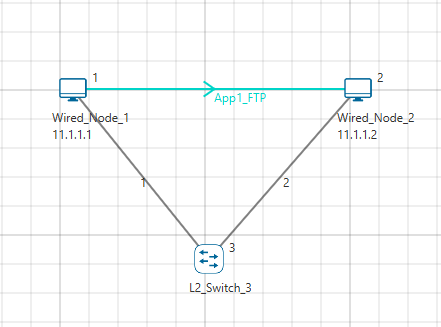 1
2
App1_FTP
Wired_Node_1
11.1.1.1
Wired_Node_2
11.1.1.2
1
2
3
L2_Switch_3